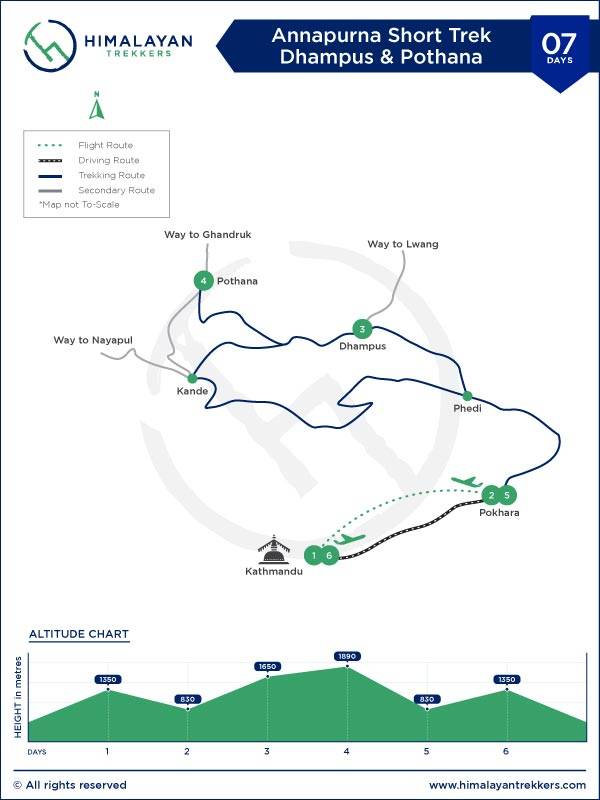 HIMALAYAN
TREKKERS
Annapurna Short Trek
Dhampus & Pothana
07
DAYS
N
Flight Route
Driving Route
Trekking Route
Secondary Route
*Map not To-Scale
Way to Ghandruk
Way to Lwang
4 Pothana
3
Way to Nayapul
Dhampus
Kande
Phedi
2 5
Pokhara
1 6
Kathmandu
ALTITUDE CHART
HEIGHT in metres
1350
830
1650
1890
830
1350
DAYS 1 2 3 4 5 6
© All rights reserved
www.himalayantrekkers.com